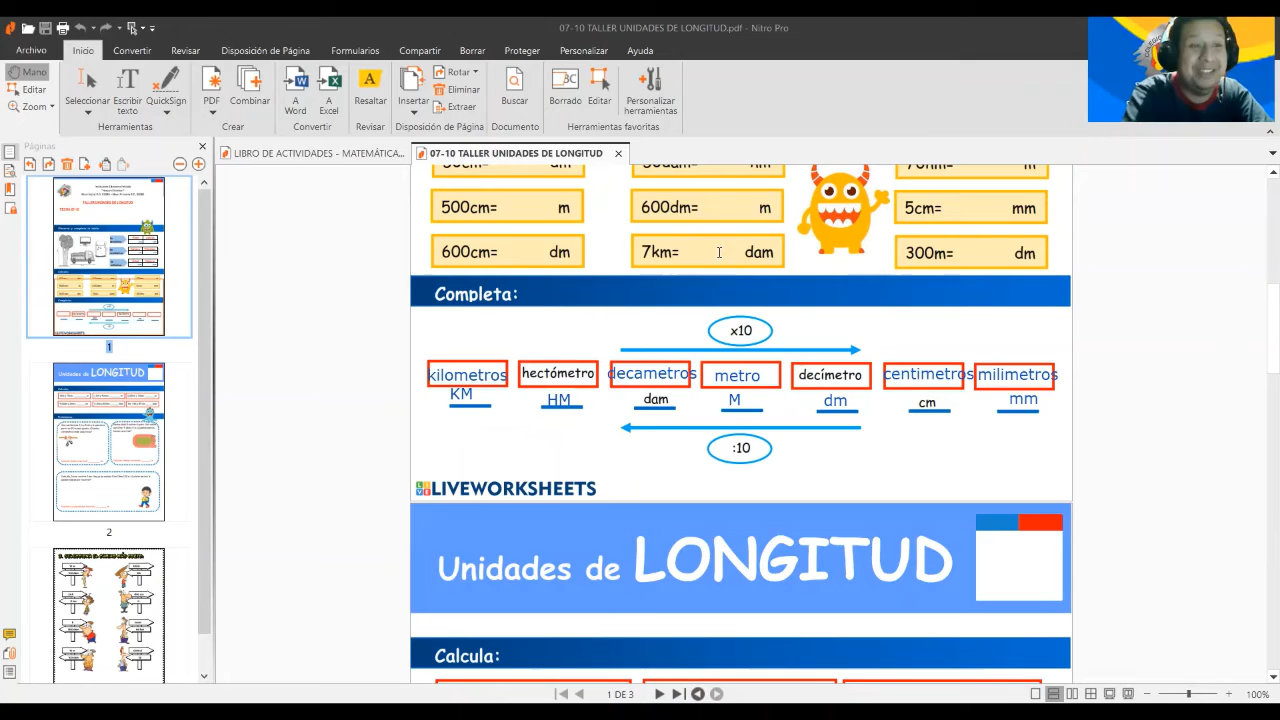 07-10 TALLER UNIDADES DE LONGITUD.pdf - Nitro Pro
Archivo Inicio Convertir Revisar Disposición de Página Formularios Compartir Borrar Proteger Personalizar Ayuda
Mano
Editar
Zoom
Seleccionar
Escribir texto
QuickSign
Herramientas
PDF
Combinar
Crear
A Word
A Excel
Convertir
Resaltar
Revisar
Insertar
Rotar
Eliminar
Extraer
Disposición de Página
Buscar
Documento
Borrado
Editar
Personalizar herramientas
Herramientas favoritas
Páginas
LIBRO DE ACTIVIDADES - MATEMÁTICA...
07-10 TALLER UNIDADES DE LONGITUD
500cm= m
600dm= m
5cm= mm
600cm= dm
7km= dam
300m= dm
Completa:
x10
kilometros hectómetro decametros metro decímetro centimetros milimetros
KM HM dam M dm cm mm
:10
LIVEWORKSHEETS
Unidades de LONGITUD
Calcula:
1
Unidades de LONGITUD
2
1 DE 3
100%